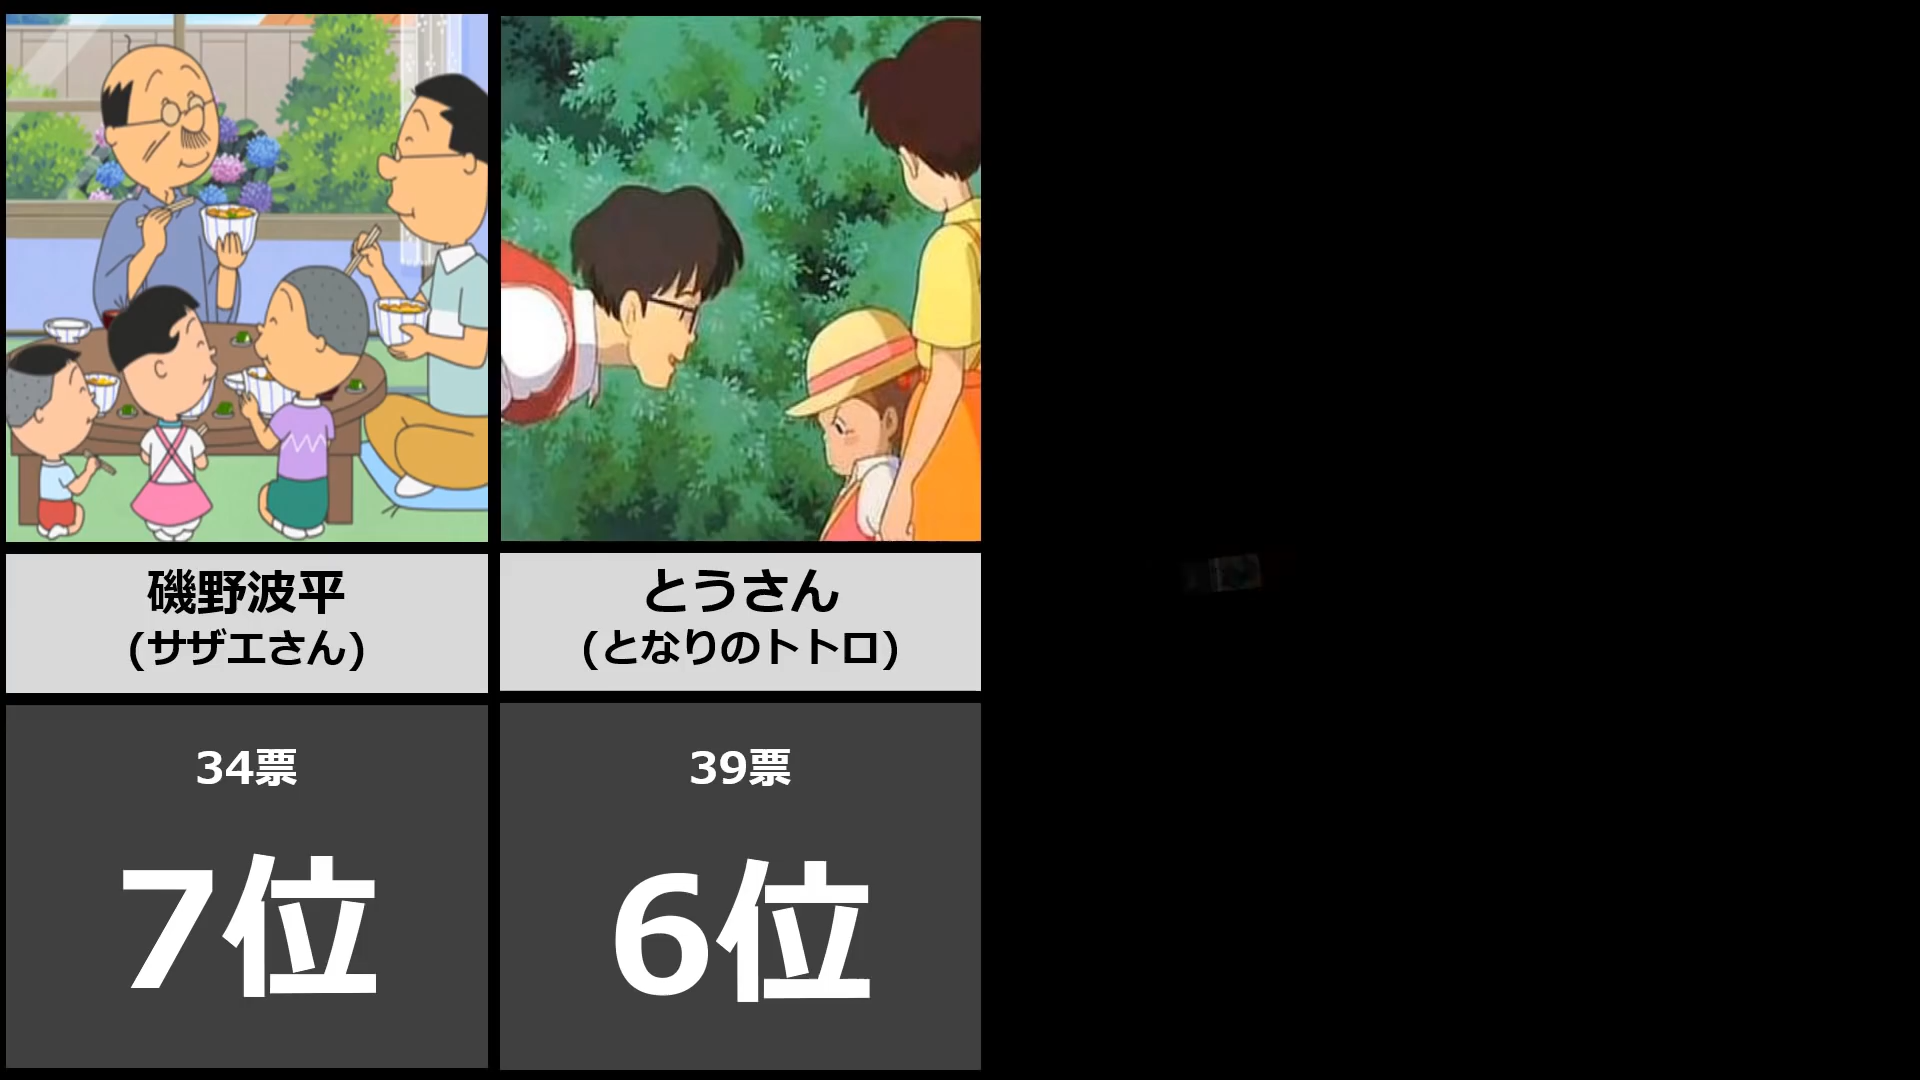 磯野波平
(サザエさん)
34票
7位
とうさん
(となりのトトロ)
39票
6位